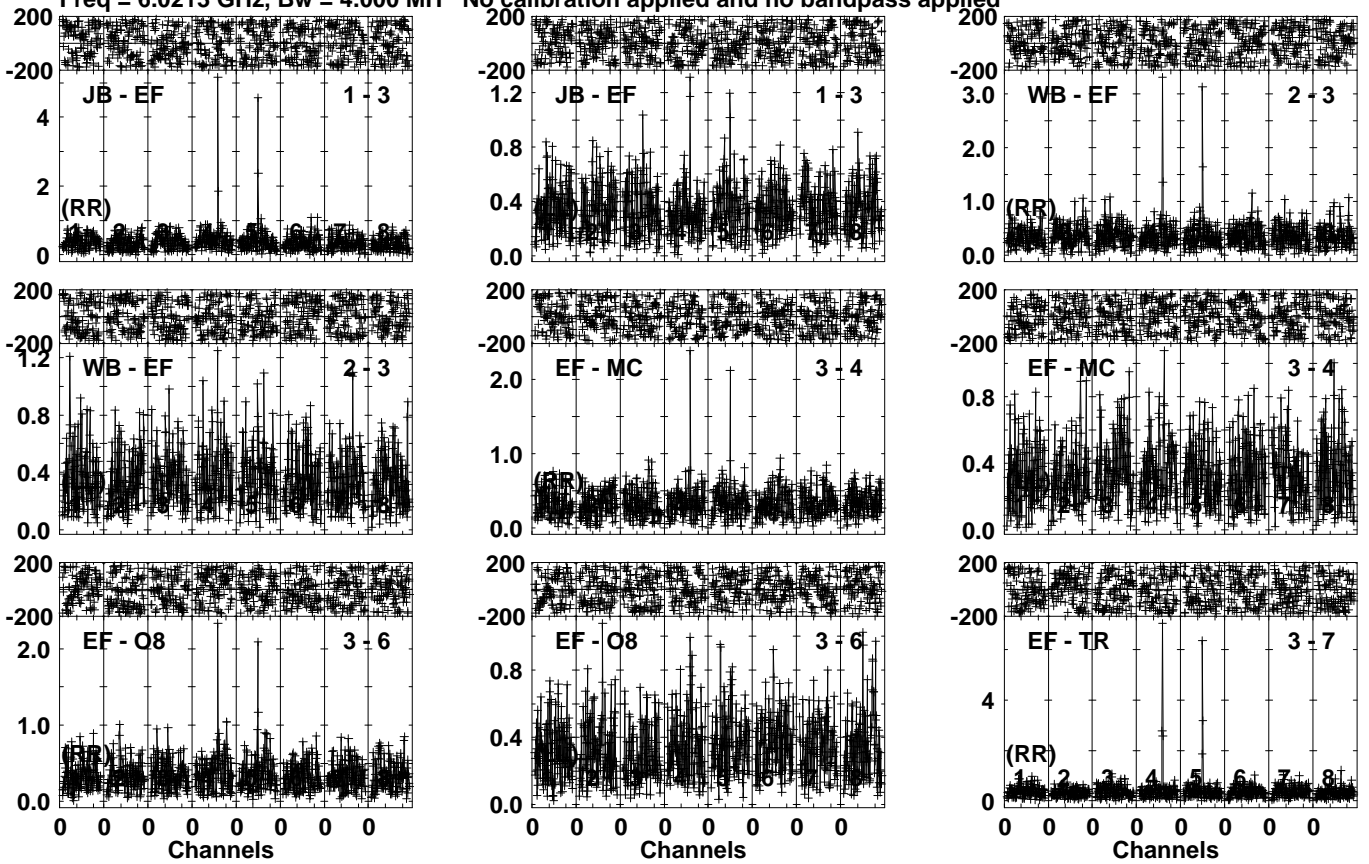 Freq = 6.0213 GHz, Bw = 4.000 MH No calibration applied and no bandpass applied
200 200 200
-200 -200 -200
JB - EF 1 - 3 JB - EF 1 - 3 WB - EF 2 - 3
4 1.2 3.0
2 0.8 2.0
(RR) 0.4 (RR) 1.0
0 0.0 0.0
200 200 200
-200 -200 -200
WB - EF 2 - 3 EF - MC 3 - 4 EF - MC 3 - 4
1.2 2.0 0.8
0.8 1.0 0.4
0.4 (RR)
0.0 0.0 0.0
200 200 200
-200 -200 -200
EF - O8 3 - 6 EF - O8 3 - 6 EF - TR 3 - 7
2.0 0.8 4
1.0 0.4
(RR) (RR)
1 2 3 4 5 6 7 8
0.0 0.0 0
0 0 0 0 0 0 0 0 0 0 0 0 0 0 0 0 0 0 0 0 0 0 0
Channels Channels Channels